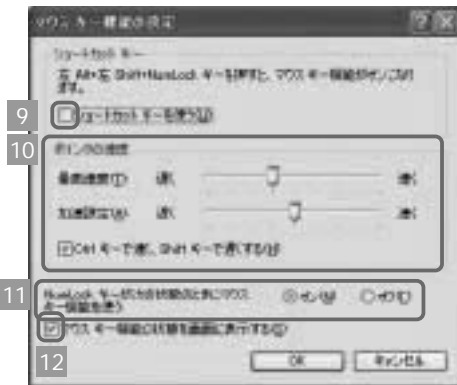 マウス キー機能の設定
ショートカット キー
左 Alt+左 Shift+NumLock キーを押すと、マウス キー機能がオンになり
ます。
9
ショートカット キーを使う(U)
10
ポインタの速度
最高速度(T) 遅く 速く
加速設定(A) 遅く 速く
Ctrl キーで速く、Shift キーで遅くする(H)
11
NumLock キーが次の状態のときにマウス
キー機能を使う
オン(N) オフ(F)
マウス キー機能の状態を画面に表示する(S)
12
OK キャンセル